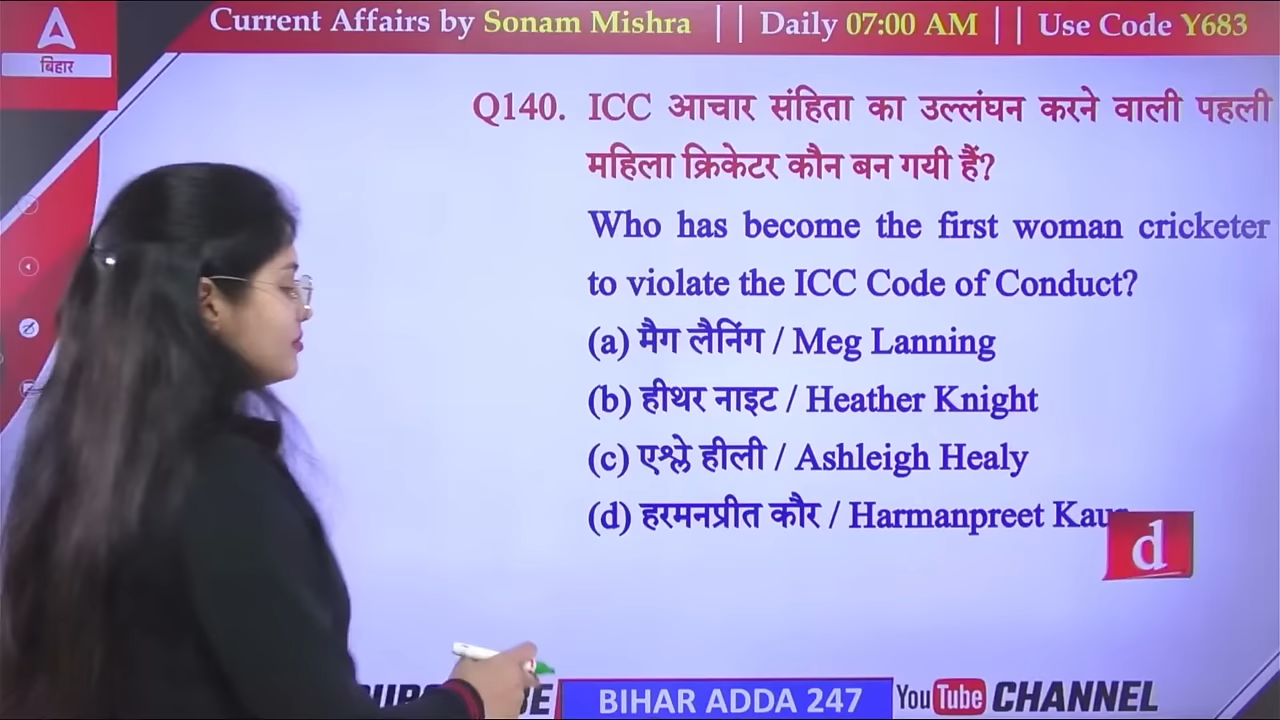 Current Affairs by Sonam Mishra || Daily 07:00 AM || Use Code Y683
बिहार
Q140. ICC आचार संहिता का उल्लंघन करने वाली पहली
महिला क्रिकेटर कौन बन गयी हैं?
Who has become the first woman cricketer
to violate the ICC Code of Conduct?
(a) मैग लैनिंग / Meg Lanning
(b) हीथर नाइट / Heather Knight
(c) एश्ले हीली / Ashleigh Healy
(d) हरमनप्रीत कौर / Harmanpreet Kaur
d
BIHAR ADDA 247 YouTube CHANNEL